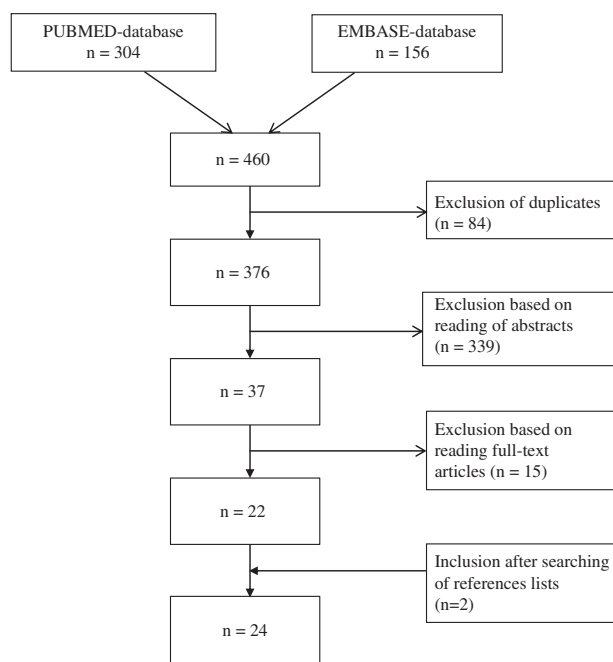 PUBMED-database
n = 304
EMBASE-database
n = 156
n = 460
Exclusion of duplicates
(n = 84)
n = 376
Exclusion based on
reading of abstracts
(n = 339)
n = 37
Exclusion based on
reading full-text
articles (n = 15)
n = 22
Inclusion after searching
of references lists
(n=2)
n = 24